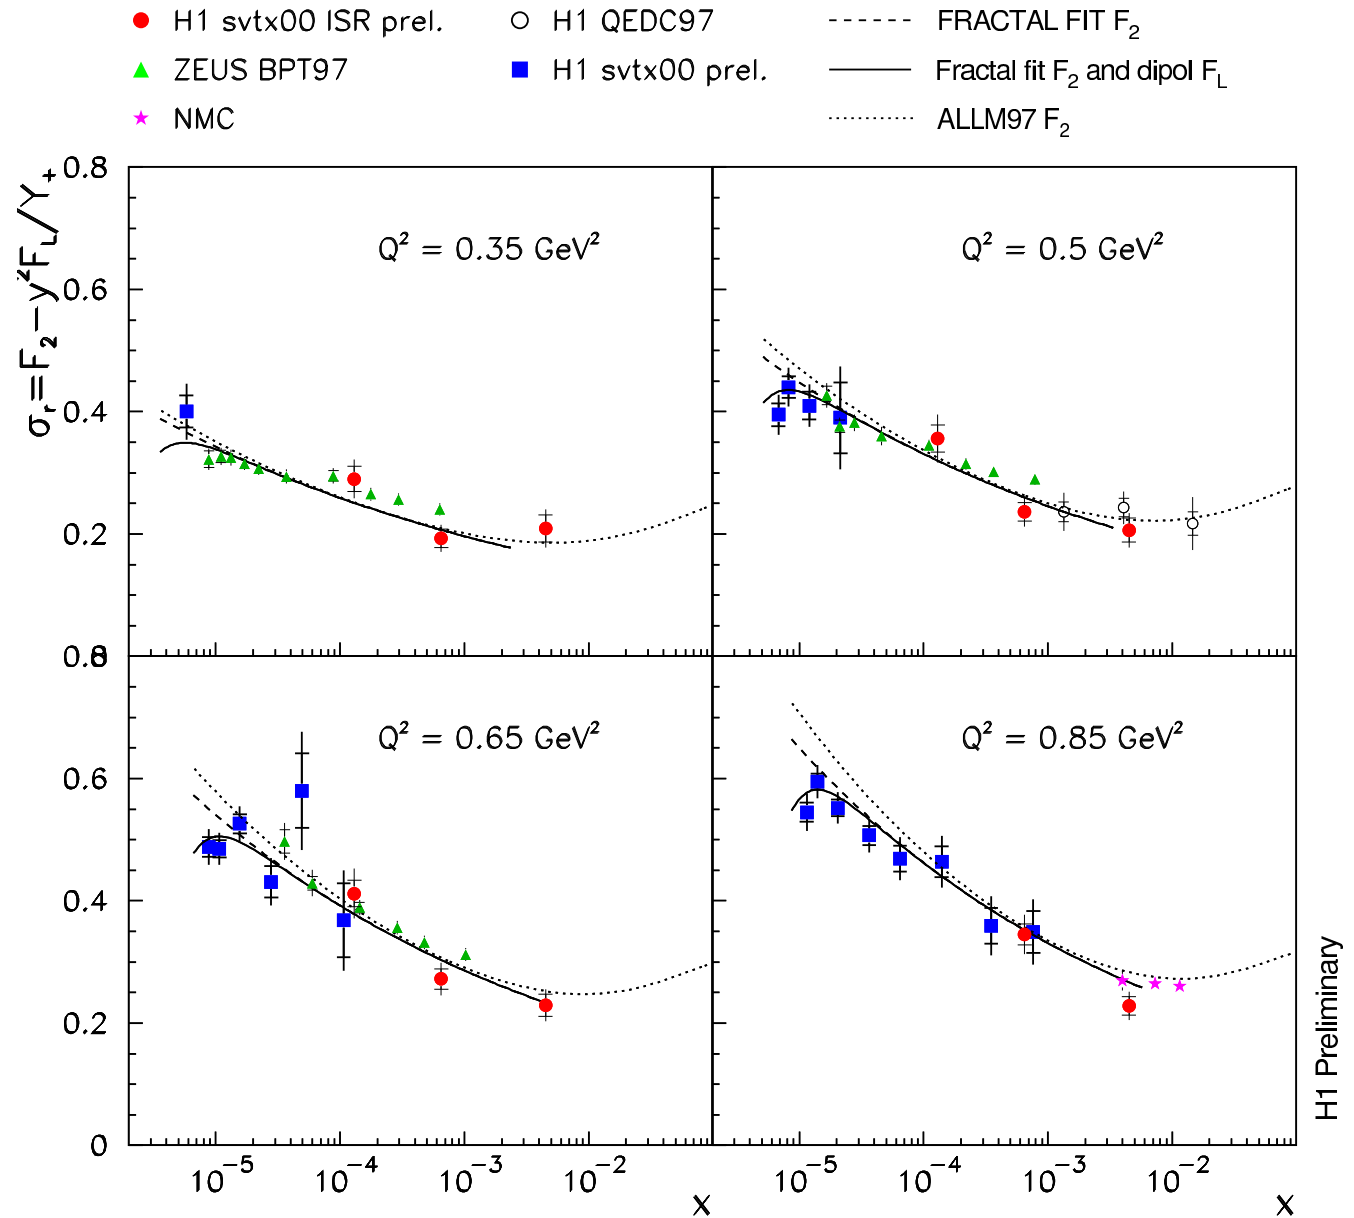 H1 svtx00 ISR prel.
H1 QEDC97
FRACTAL FIT F₂
ZEUS BPT97
H1 svtx00 prel.
Fractal fit F₂ and dipol F_L
NMC
ALLM97 F₂
σ_r=F₂−y²F_L/Y₊
0.8
0.6
0.4
0.2
Q² = 0.35 GeV²
Q² = 0.5 GeV²
0.8
0.6
0.4
0.2
0
Q² = 0.65 GeV²
Q² = 0.85 GeV²
10⁻⁵ 10⁻⁴ 10⁻³ 10⁻² x
10⁻⁵ 10⁻⁴ 10⁻³ 10⁻² x
H1 Preliminary